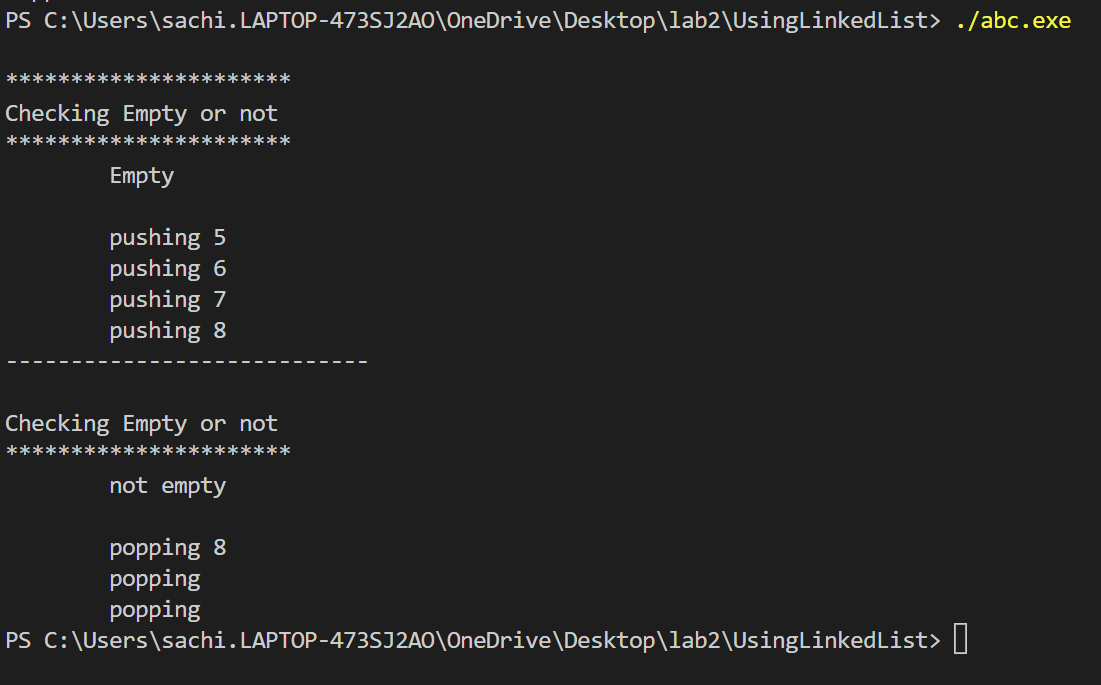 PS C:\Users\sachi.LAPTOP-473SJ2AO\OneDrive\Desktop\lab2\UsingLinkedList> ./abc.exe
**********************
Checking Empty or not
**********************
Empty
pushing 5
pushing 6
pushing 7
pushing 8
----------------------------
Checking Empty or not
**********************
not empty
popping 8
popping
popping
PS C:\Users\sachi.LAPTOP-473SJ2AO\OneDrive\Desktop\lab2\UsingLinkedList>